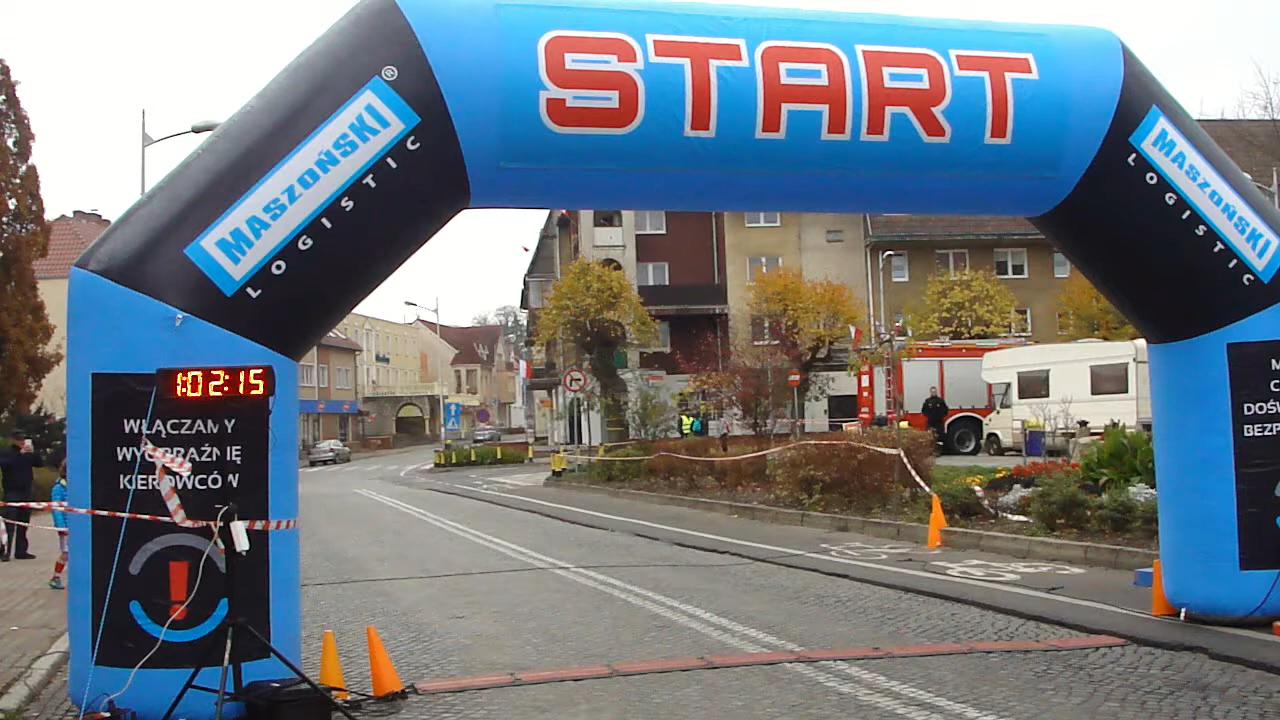 START
MASZOŃSKI ®
LOGISTIC
MASZOŃSKI
LOGISTIC
1:02:15
WŁĄCZAMY
WYOBRAŹNIĘ
KIEROWCÓW
!